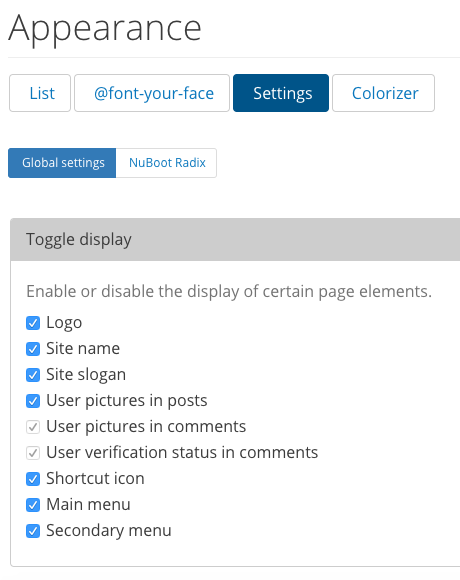 Appearance
List @font-your-face Settings Colorizer
Global settings NuBoot Radix
Toggle display
Enable or disable the display of certain page elements.
Logo
Site name
Site slogan
User pictures in posts
User pictures in comments
User verification status in comments
Shortcut icon
Main menu
Secondary menu